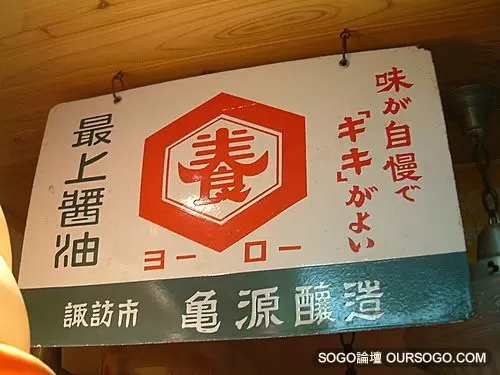 味が自慢で
「キキ」がよい
養
ヨーロー
最上醤油
諏訪市 亀源醸造
SOGO論壇 OURSOGO.COM